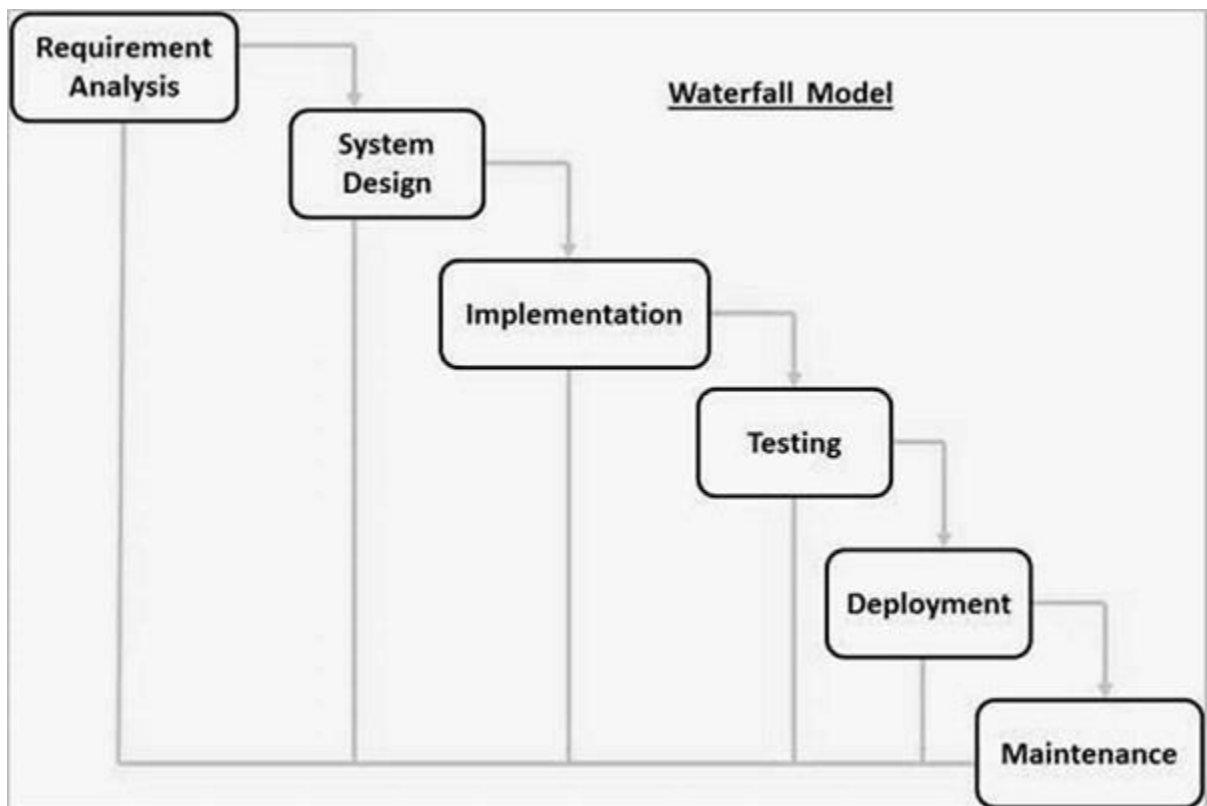 Requirement
Analysis
Waterfall Model
System
Design
Implementation
Testing
Deployment
Maintenance